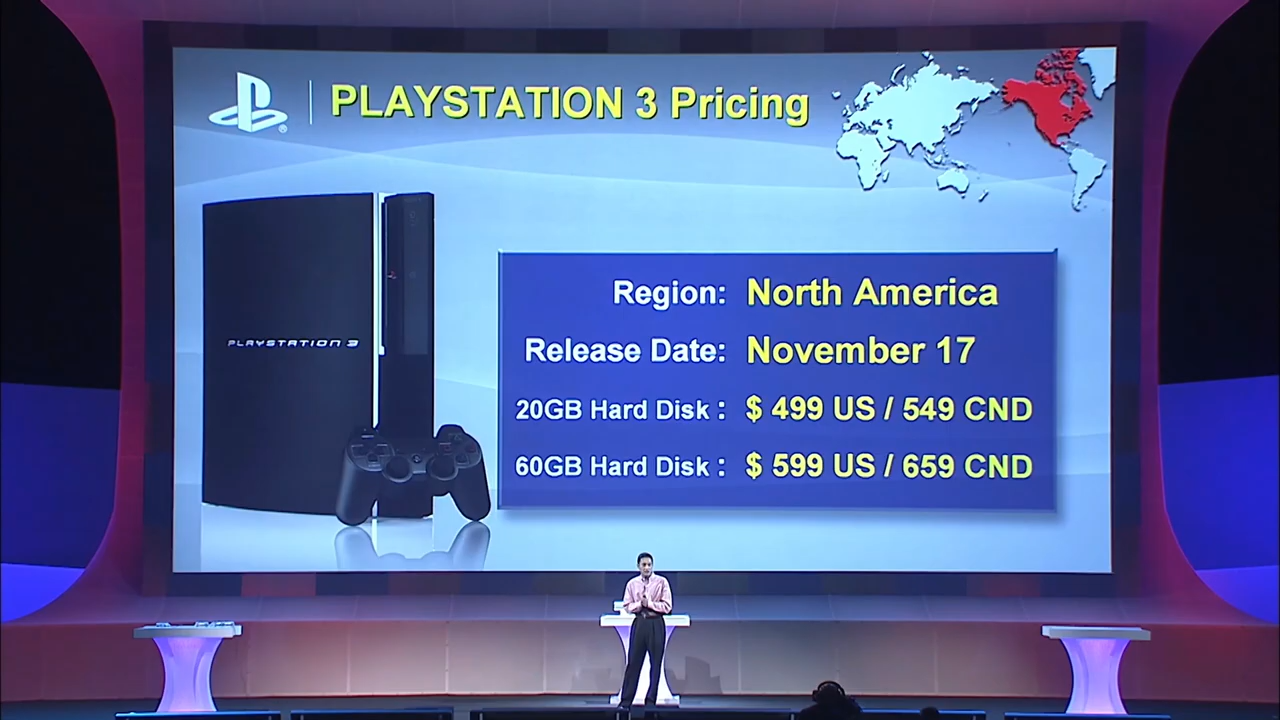 PLAYSTATION 3 Pricing
PLAYSTATION 3
Region: North America
Release Date: November 17
20GB Hard Disk : $ 499 US / 549 CND
60GB Hard Disk : $ 599 US / 659 CND